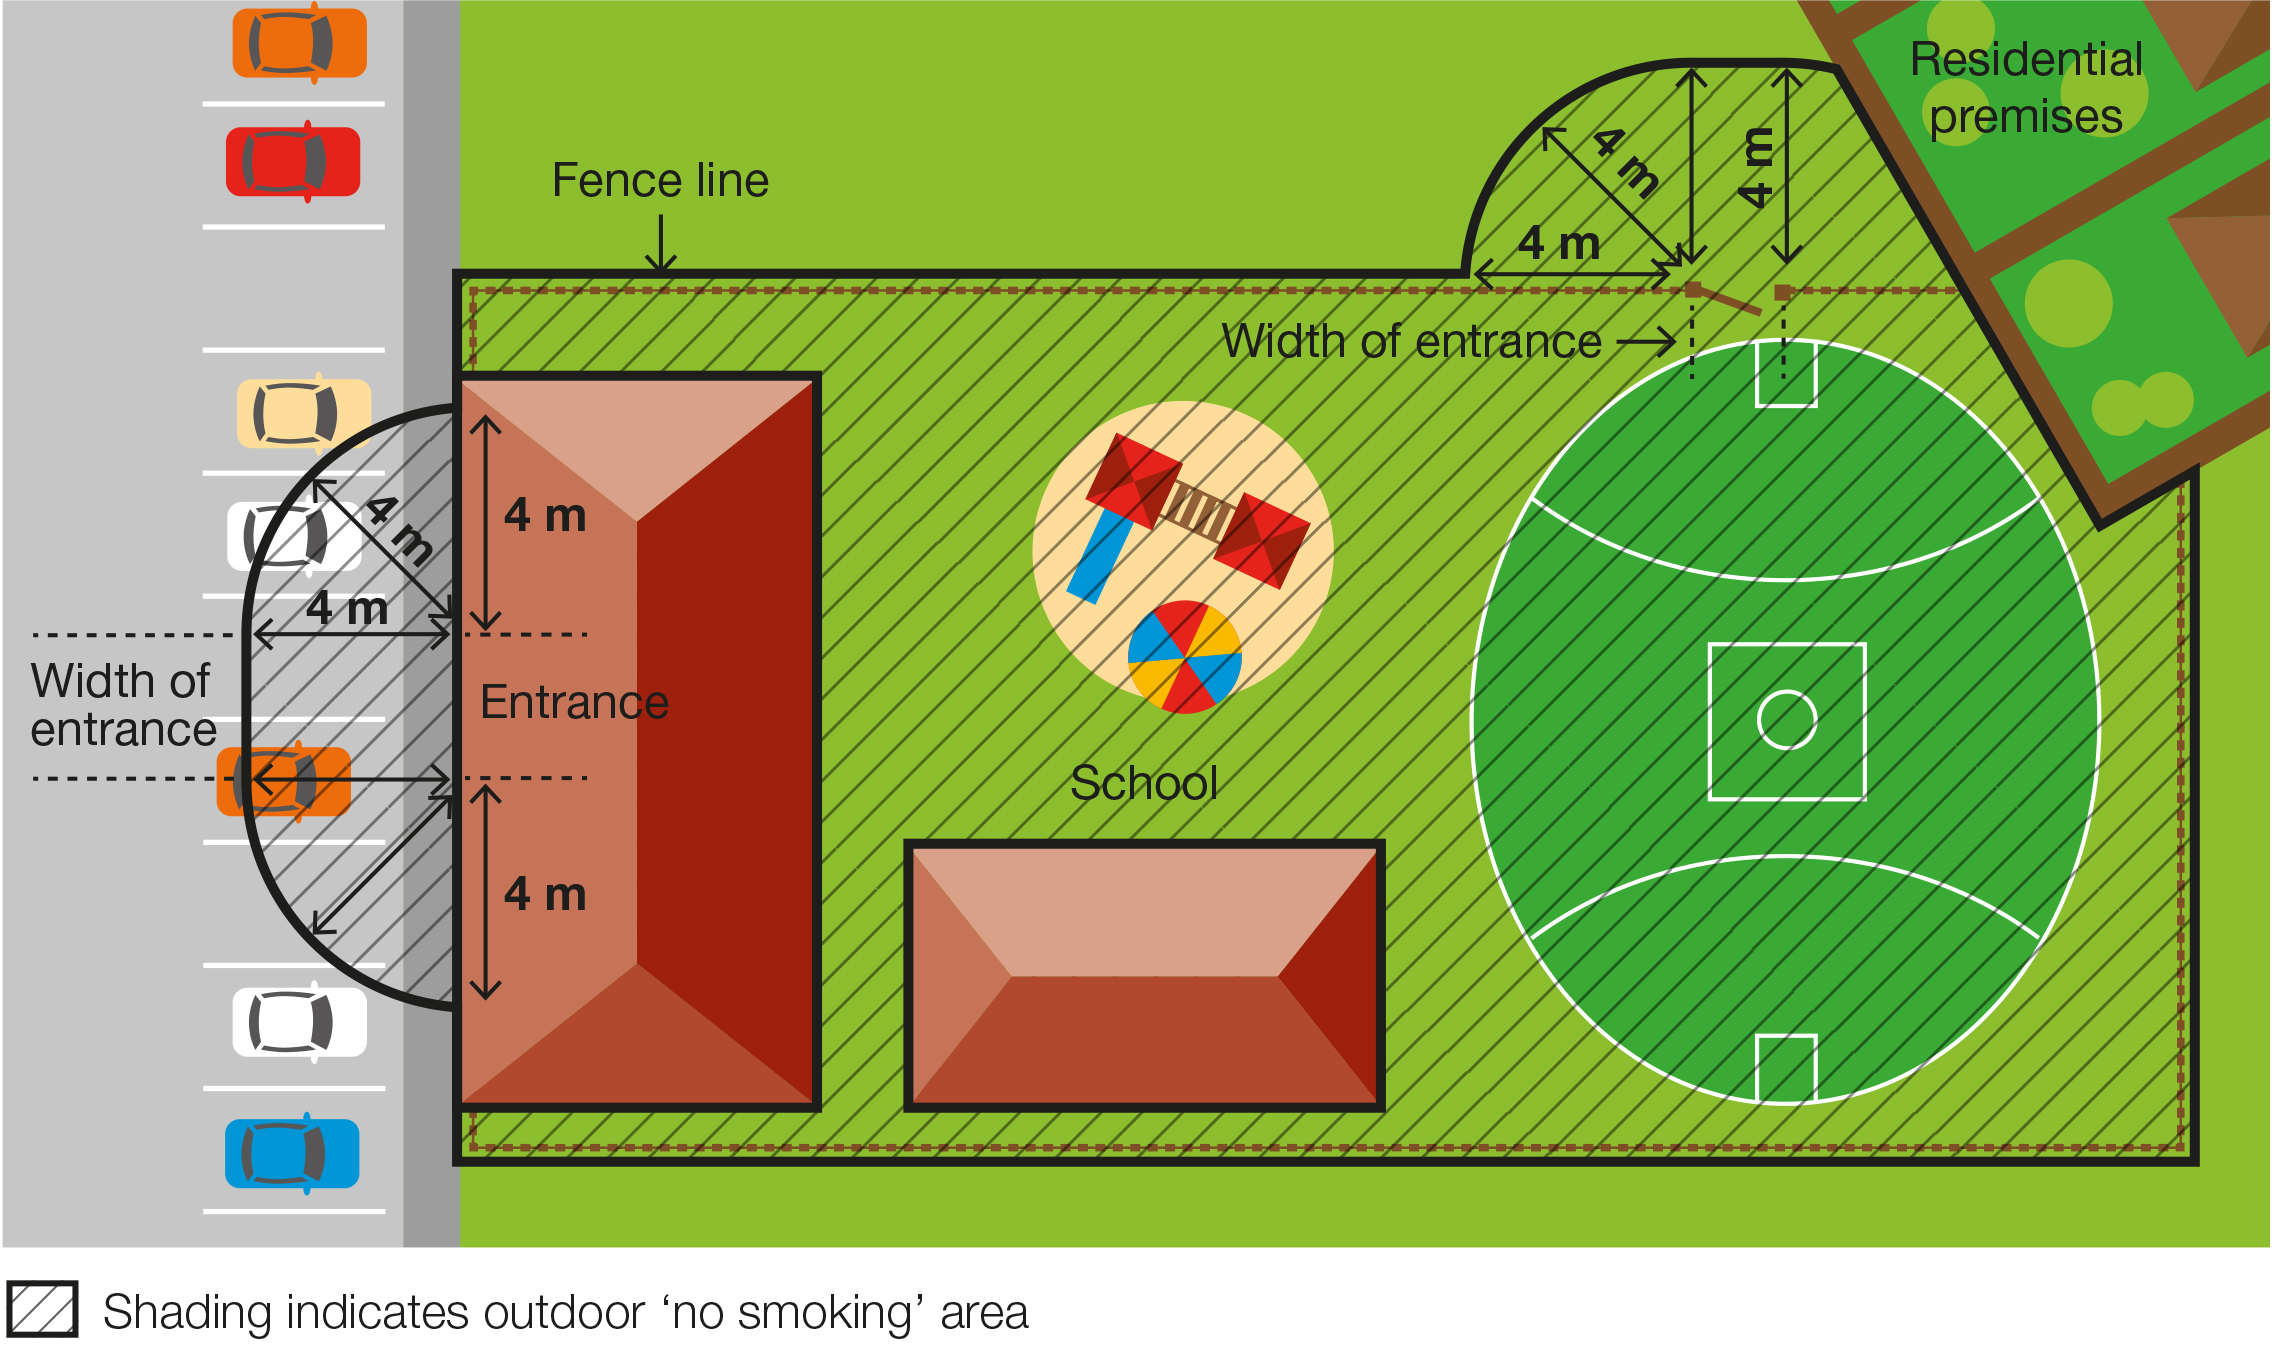 Residential
premises
Fence line
4 m
4 m
4 m
Width of entrance
4 m
4 m
4 m
Width of
entrance
Entrance
School
4 m
Shading indicates outdoor ‘no smoking’ area